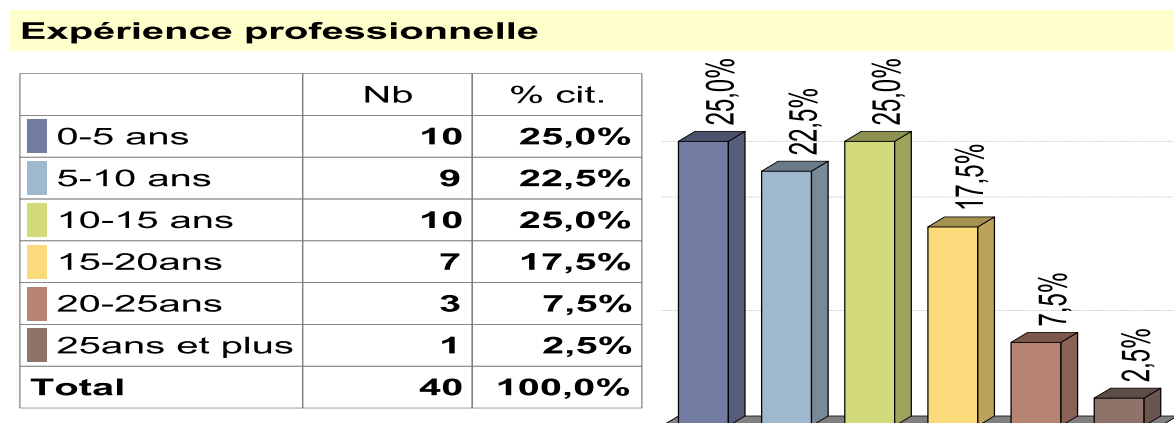 Expérience professionnelle
Nb % cit.
0-5 ans 10 25,0%
5-10 ans 9 22,5%
10-15 ans 10 25,0%
15-20ans 7 17,5%
20-25ans 3 7,5%
25ans et plus 1 2,5%
Total 40 100,0%
25,0%
22,5%
25,0%
17,5%
7,5%
2,5%